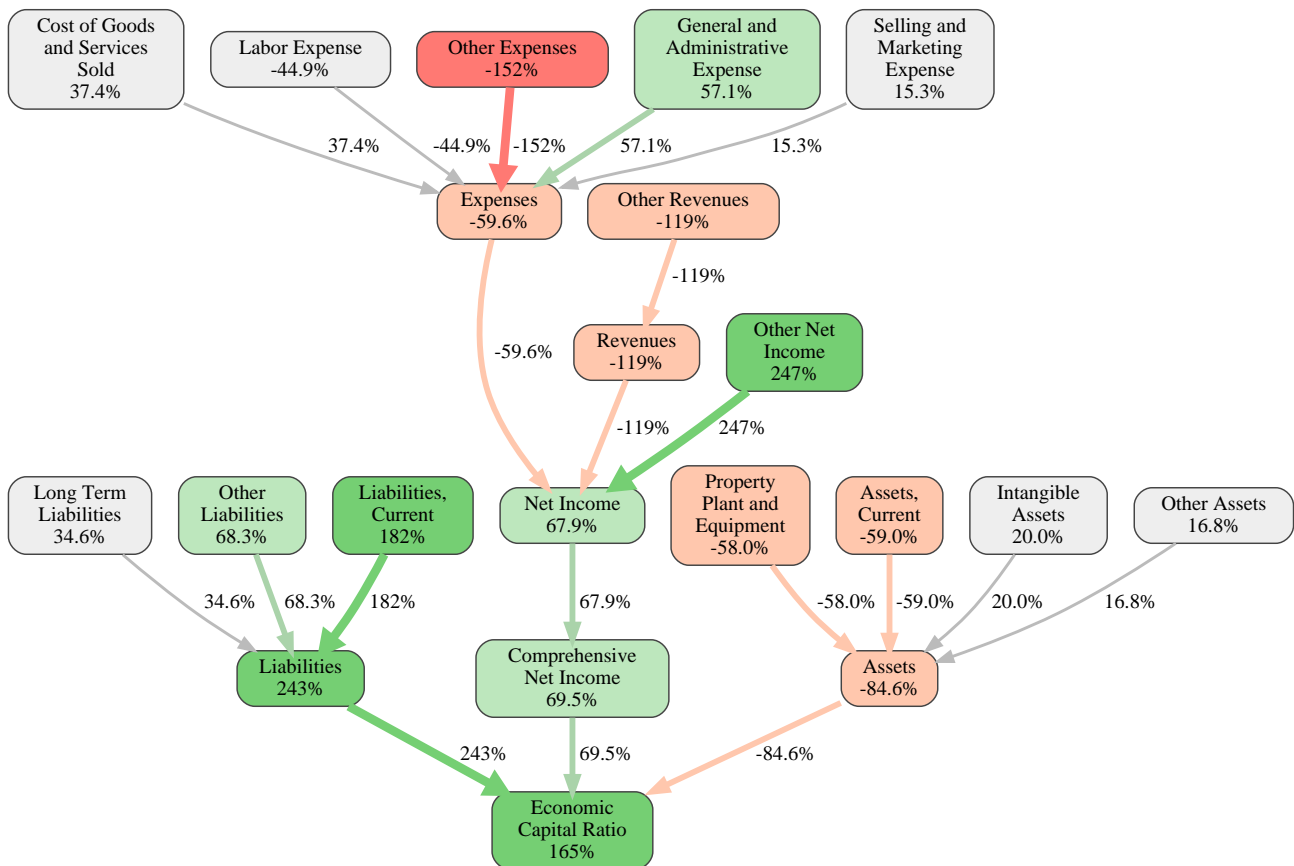 Cost of Goods
and Services
Sold
37.4%
Labor Expense
-44.9%
Other Expenses
-152%
General and
Administrative
Expense
57.1%
Selling and
Marketing
Expense
15.3%
37.4%
-44.9%
-152%
57.1%
15.3%
Expenses
-59.6%
Other Revenues
-119%
-119%
-59.6%
Revenues
-119%
Other Net
Income
247%
-119%
247%
Long Term
Liabilities
34.6%
Other
Liabilities
68.3%
Liabilities,
Current
182%
Net Income
67.9%
Property
Plant and
Equipment
-58.0%
Assets,
Current
-59.0%
Intangible
Assets
20.0%
Other Assets
16.8%
34.6%
68.3%
182%
67.9%
-58.0%
-59.0%
20.0%
16.8%
Liabilities
243%
Comprehensive
Net Income
69.5%
Assets
-84.6%
243%
69.5%
-84.6%
Economic
Capital Ratio
165%